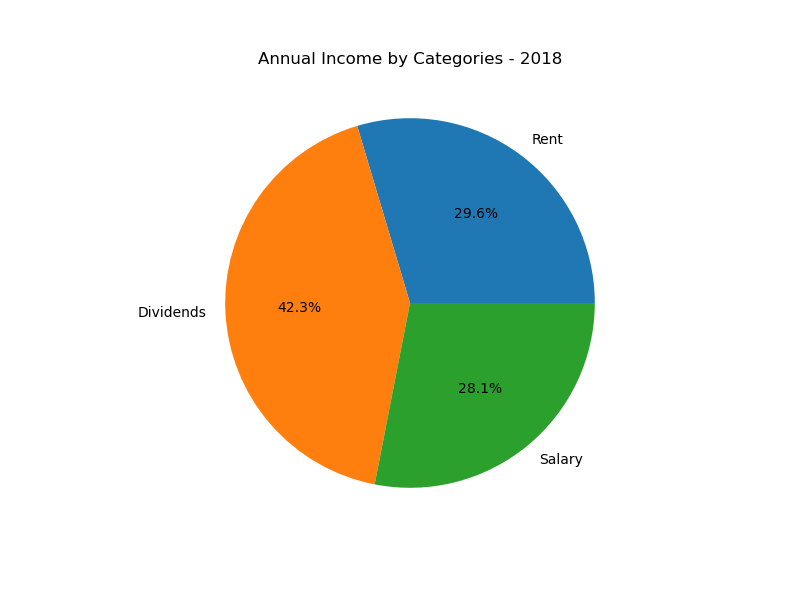 Annual Income by Categories - 2018
Rent
29.6%
Dividends
42.3%
28.1%
Salary